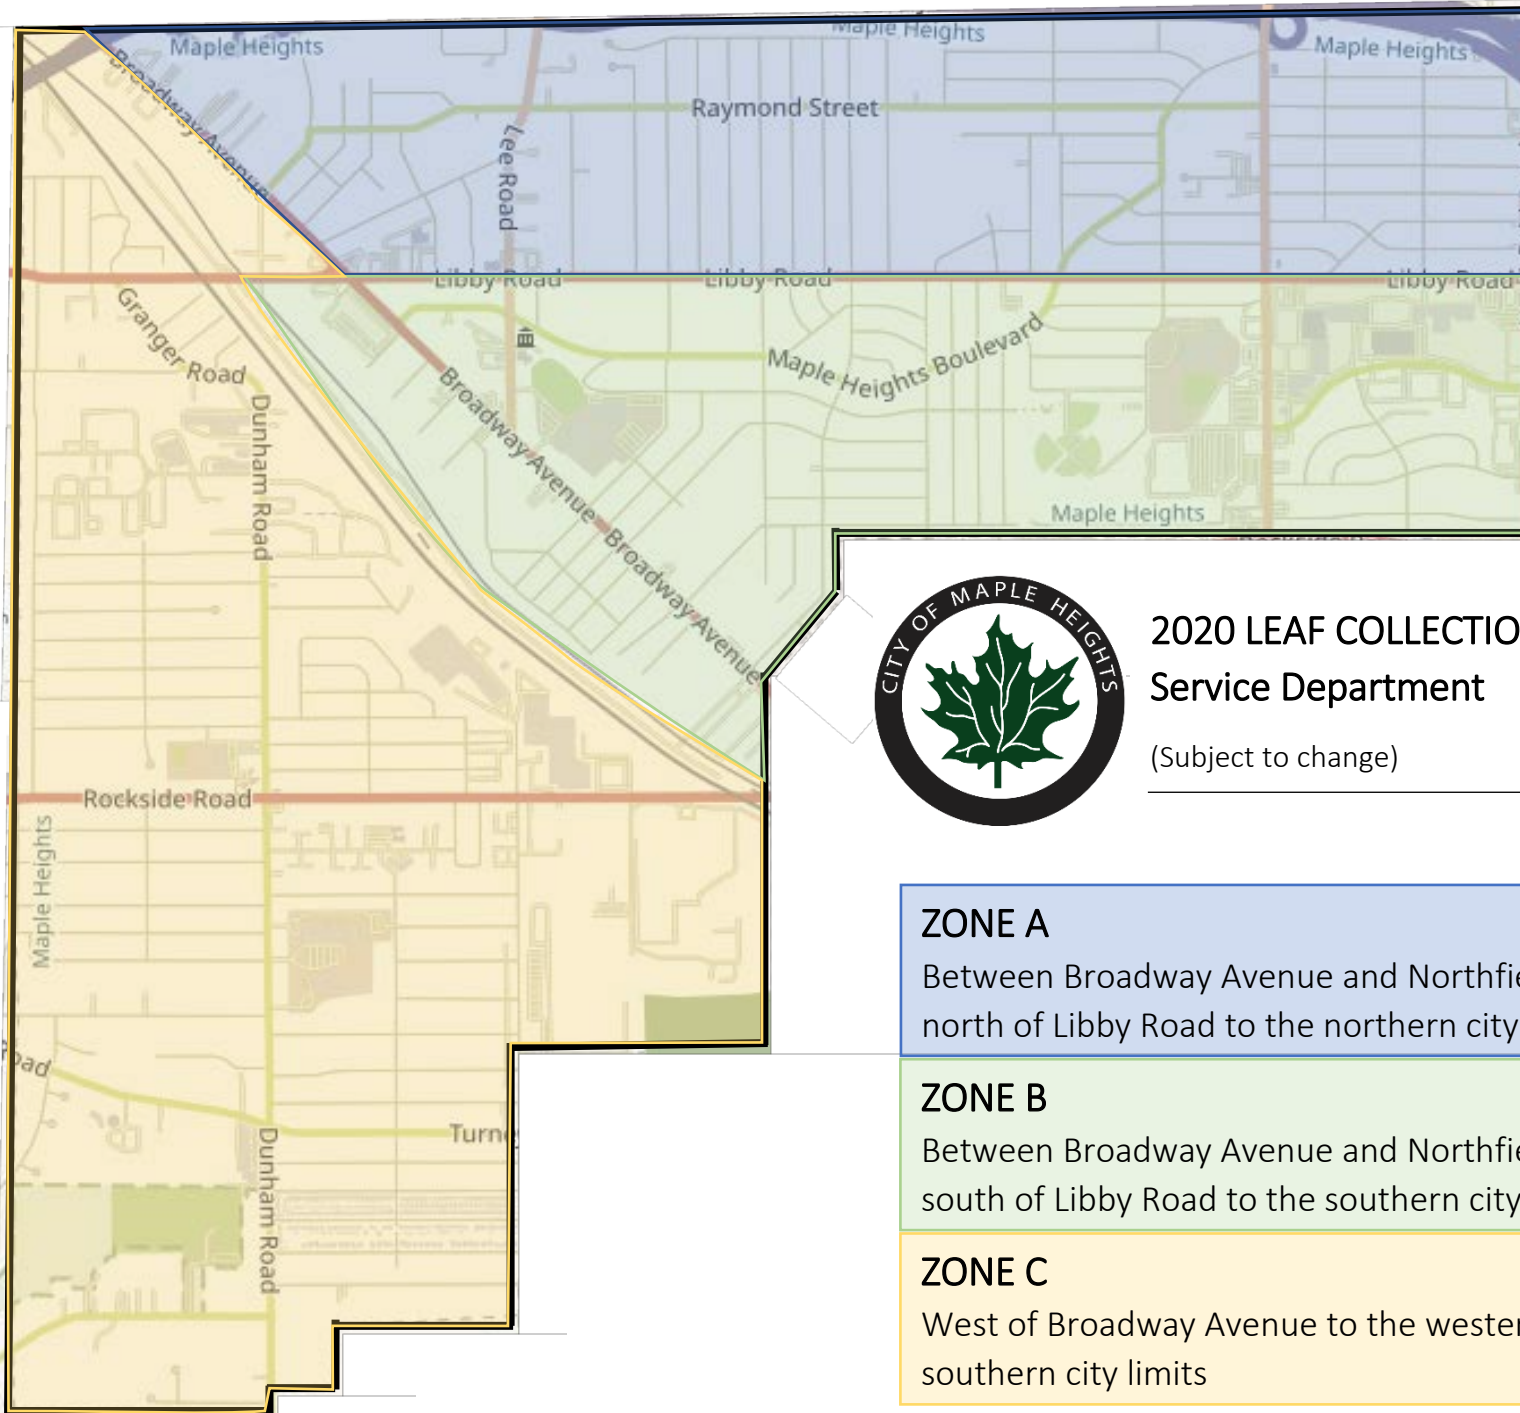 Maple Heights
Maple Heights
Maple Heights
Broadway Avenue
Raymond Street
Lee Road
Libby Road
Libby Road
Libby Road
Granger Road
Maple Heights Boulevard
Dunham Road
Broadway Avenue
Broadway Avenue
Maple Heights
CITY OF MAPLE HEIGHTS
2020 LEAF COLLECTIO
Service Department
(Subject to change)
Rockside Road
Maple Heights
ZONE A
Between Broadway Avenue and Northfie
north of Libby Road to the northern city
Road
Turne
Dunham Road
ZONE B
Between Broadway Avenue and Northfie
south of Libby Road to the southern city
ZONE C
West of Broadway Avenue to the wester
southern city limits